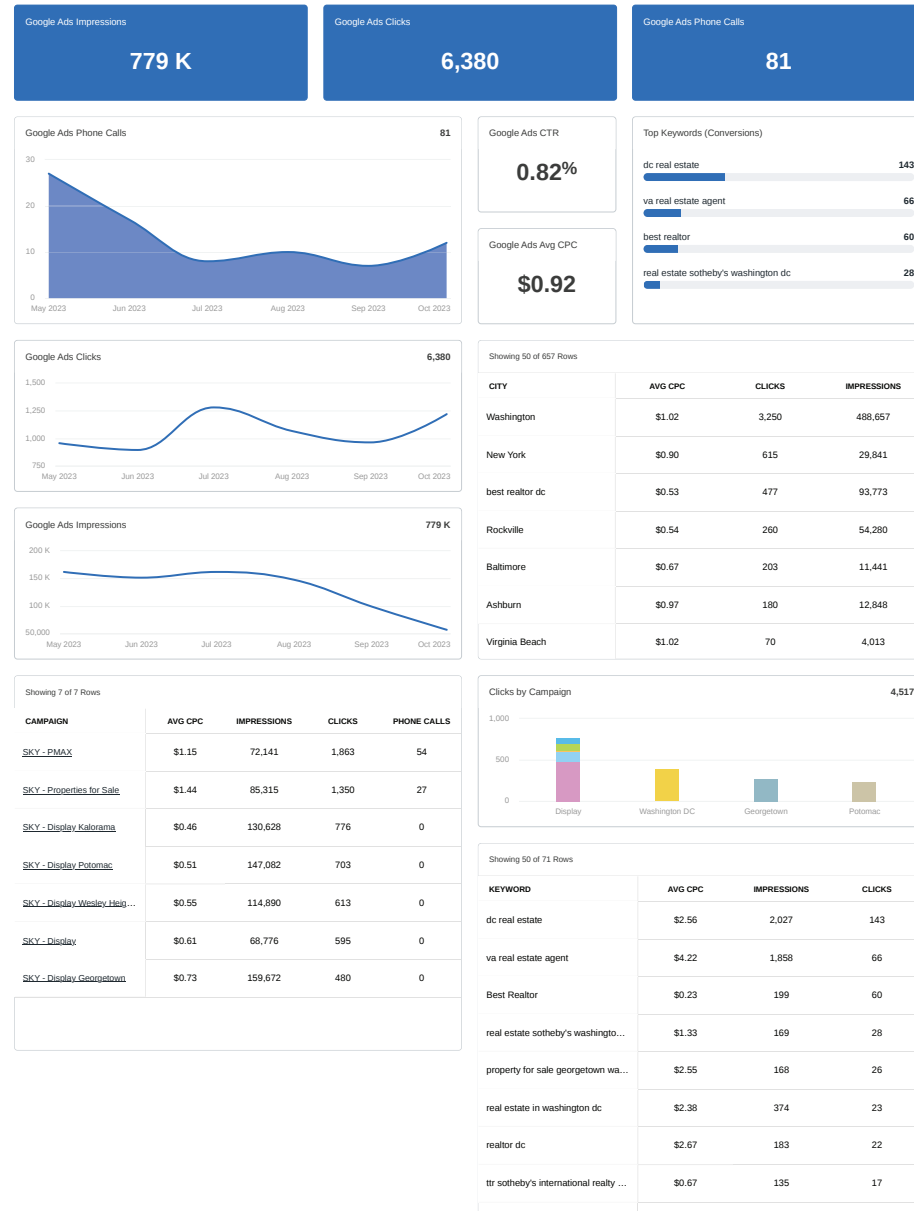 Google Ads Impressions
779 K
Google Ads Clicks
6,380
Google Ads Phone Calls
81
Google Ads Phone Calls 81
30
20
10
0
May 2023 Jun 2023 Jul 2023 Aug 2023 Sep 2023 Oct 2023
Google Ads CTR
0.82%
Google Ads Avg CPC
$0.92
Top Keywords (Conversions)
dc real estate 143
va real estate agent 66
best realtor 60
real estate sotheby's washington dc 28
Google Ads Clicks 6,380
1,500
1,250
1,000
750
May 2023 Jun 2023 Jul 2023 Aug 2023 Sep 2023 Oct 2023
Google Ads Impressions 779 K
200 K
150 K
100 K
50,000
May 2023 Jun 2023 Jul 2023 Aug 2023 Sep 2023 Oct 2023
Showing 50 of 657 Rows
CITY AVG CPC CLICKS IMPRESSIONS
Washington $1.02 3,250 488,657
New York $0.90 615 29,841
best realtor dc $0.53 477 93,773
Rockville $0.54 260 54,280
Baltimore $0.67 203 11,441
Ashburn $0.97 180 12,848
Virginia Beach $1.02 70 4,013
Showing 7 of 7 Rows
CAMPAIGN AVG CPC IMPRESSIONS CLICKS PHONE CALLS
SKY - PMAX $1.15 72,141 1,863 54
SKY - Properties for Sale $1.44 85,315 1,350 27
SKY - Display Kalorama $0.46 130,628 776 0
SKY - Display Potomac $0.51 147,082 703 0
SKY - Display Wesley Heig... $0.55 114,890 613 0
SKY - Display $0.61 68,776 595 0
SKY - Display Georgetown $0.73 159,672 480 0
Clicks by Campaign 4,517
1,000
500
0
Display Washington DC Georgetown Potomac
Showing 50 of 71 Rows
KEYWORD AVG CPC IMPRESSIONS CLICKS
dc real estate $2.56 2,027 143
va real estate agent $4.22 1,858 66
Best Realtor $0.23 199 60
real estate sotheby's washingto... $1.33 169 28
property for sale georgetown wa... $2.55 168 26
real estate in washington dc $2.38 374 23
realtor dc $2.67 183 22
ttr sotheby's international realty ... $0.67 135 17